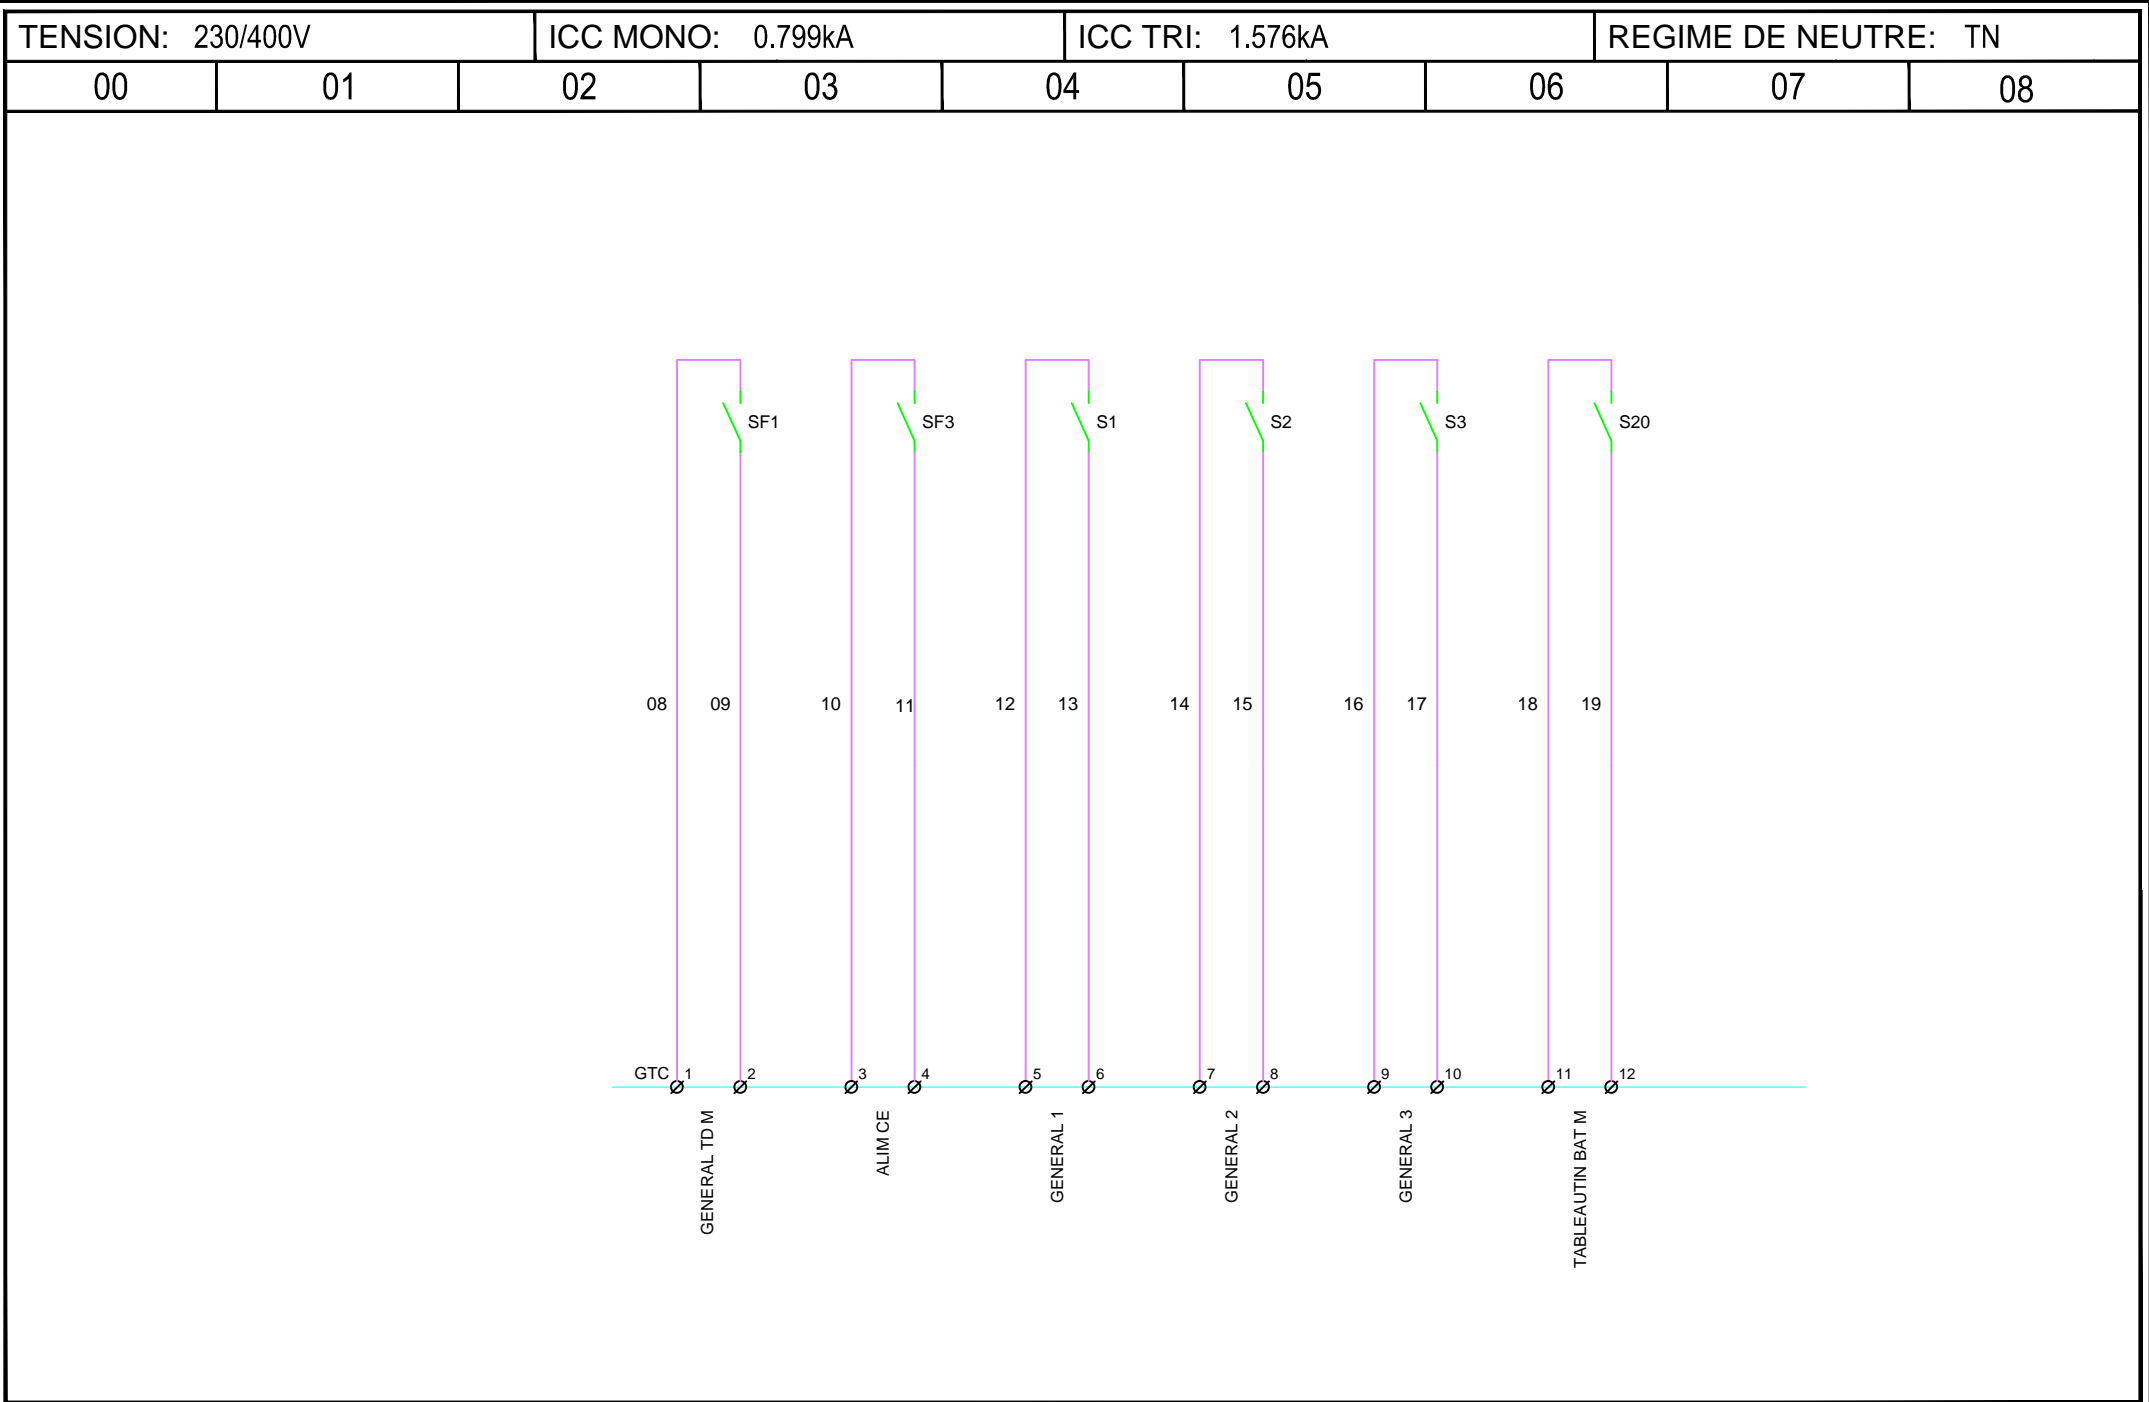 TENSION: 230/400V ICC MONO: 0.799kA ICC TRI: 1.576kA REGIME DE NEUTRE: TN
00 01 02 03 04 05 06 07 08
SF1 SF3 S1 S2 S3 S20
08 09 10 11 12 13 14 15 16 17 18 19
GTC 1 2 3 4 5 6 7 8 9 10 11 12
GENERAL TD M
ALIM CE
GENERAL 1
GENERAL 2
GENERAL 3
TABLEAUTIN BAT M